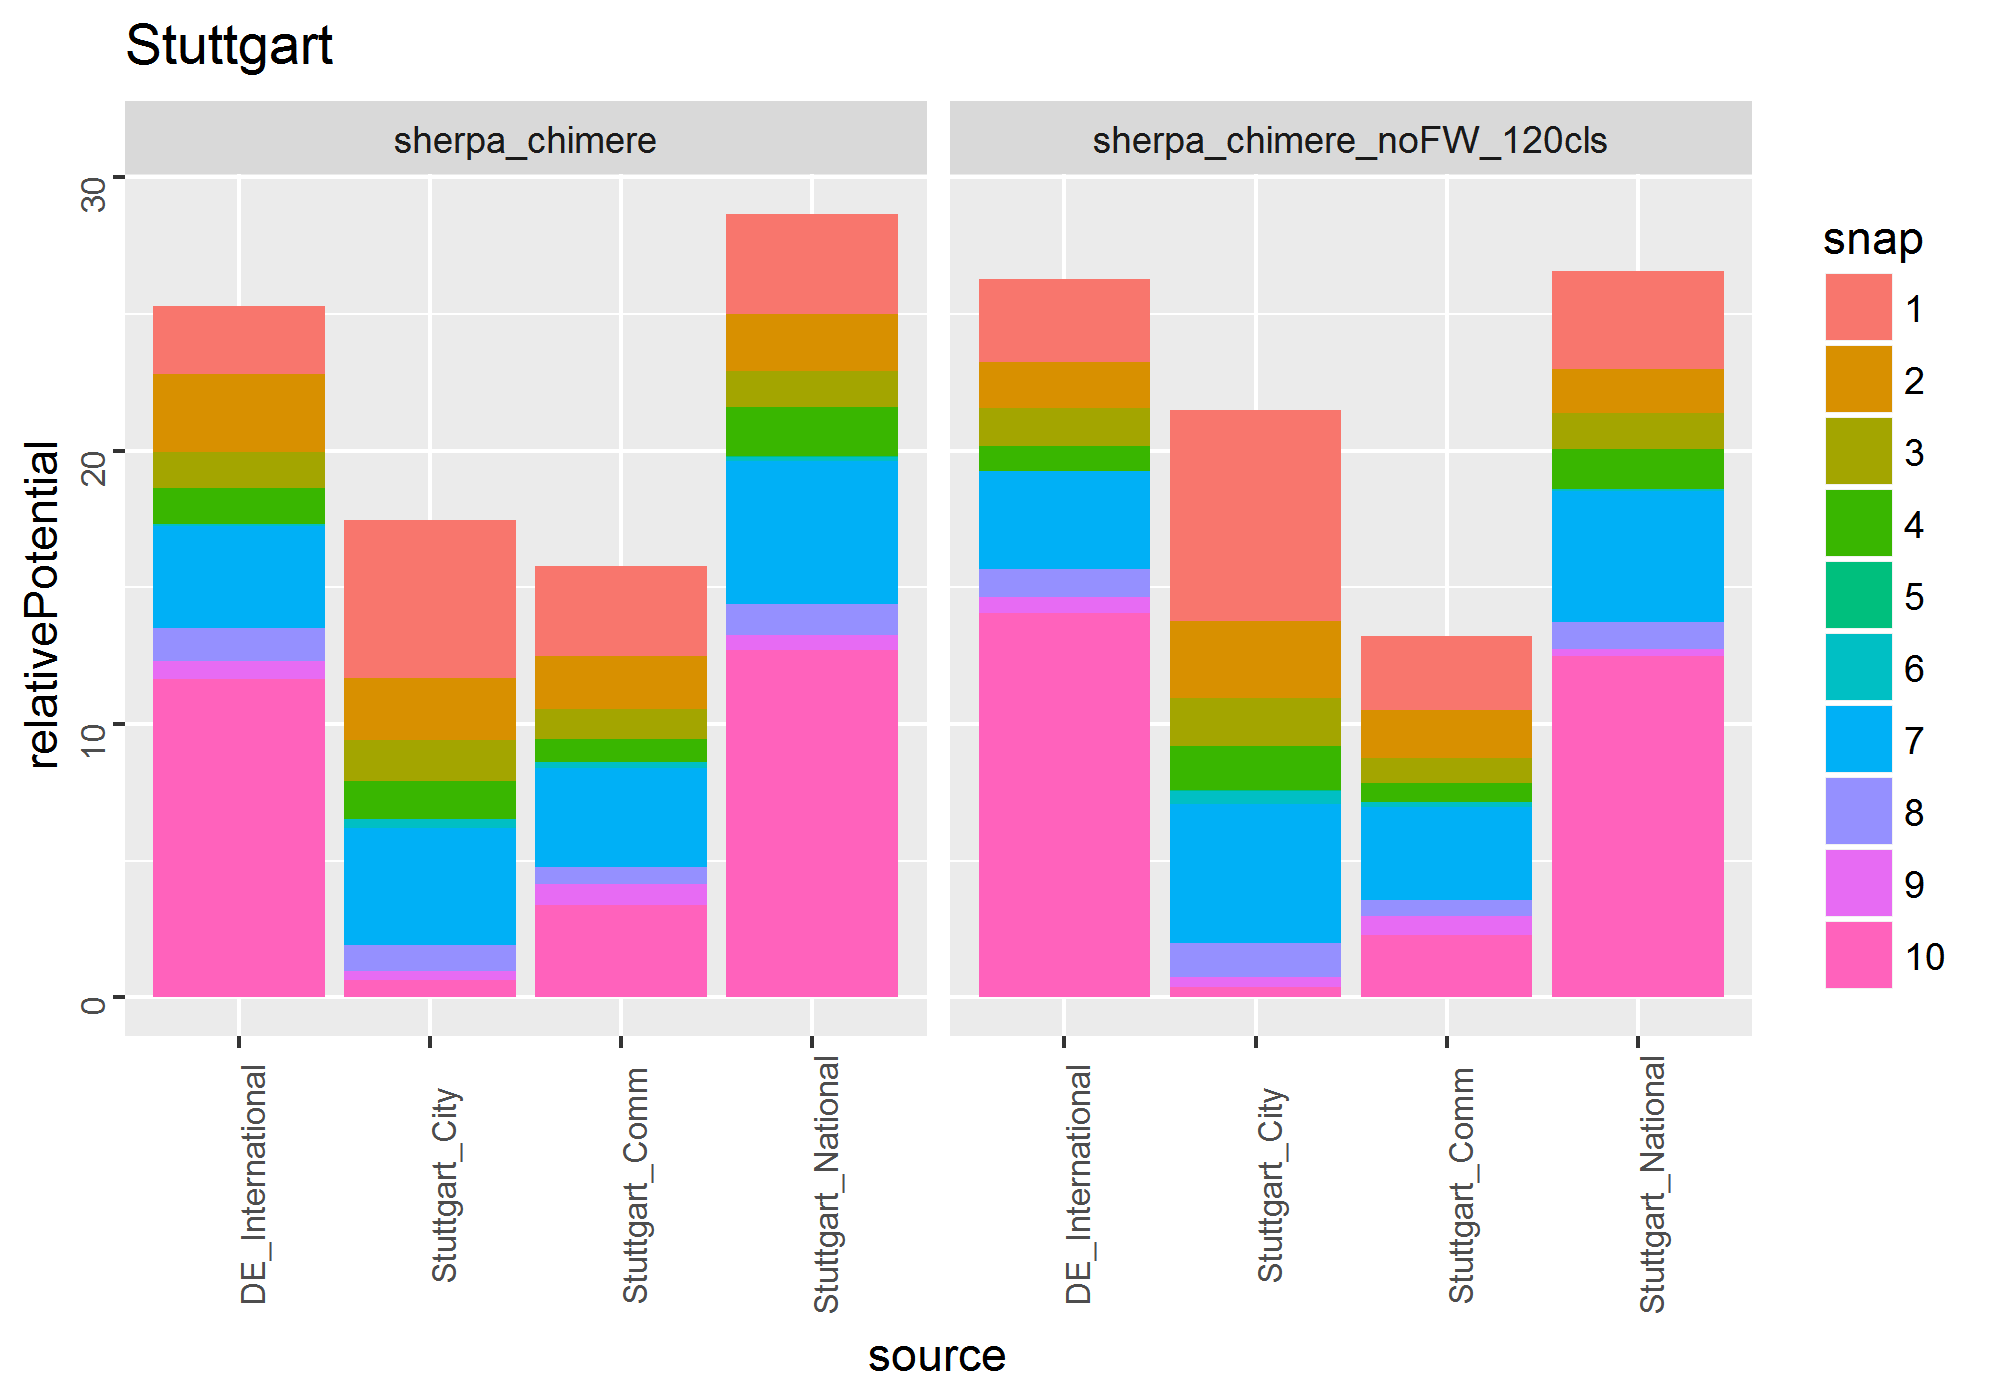 Stuttgart
sherpa_chimere
sherpa_chimere_noFW_120cls
relativePotential
30
20
10
0
DE_International
Stuttgart_City
Stuttgart_Comm
Stuttgart_National
DE_International
Stuttgart_City
Stuttgart_Comm
Stuttgart_National
source
snap
1
2
3
4
5
6
7
8
9
10